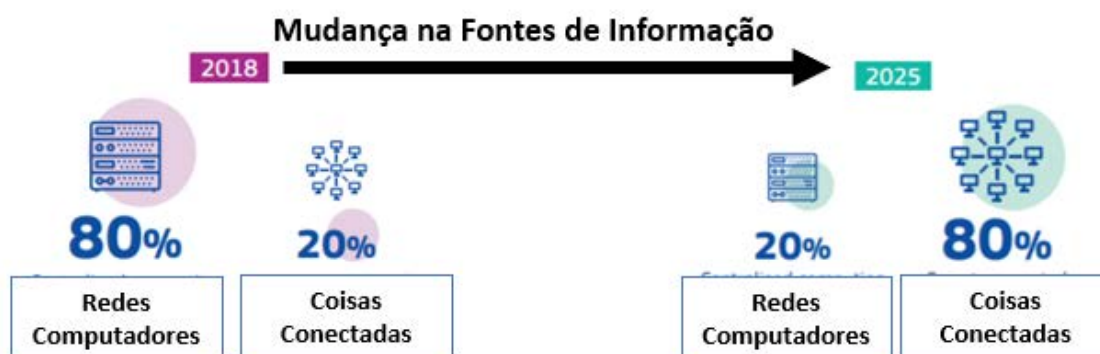 Mudança na Fontes de Informação
2018
2025
80%
20%
20%
80%
Redes
Computadores
Coisas
Conectadas
Redes
Computadores
Coisas
Conectadas